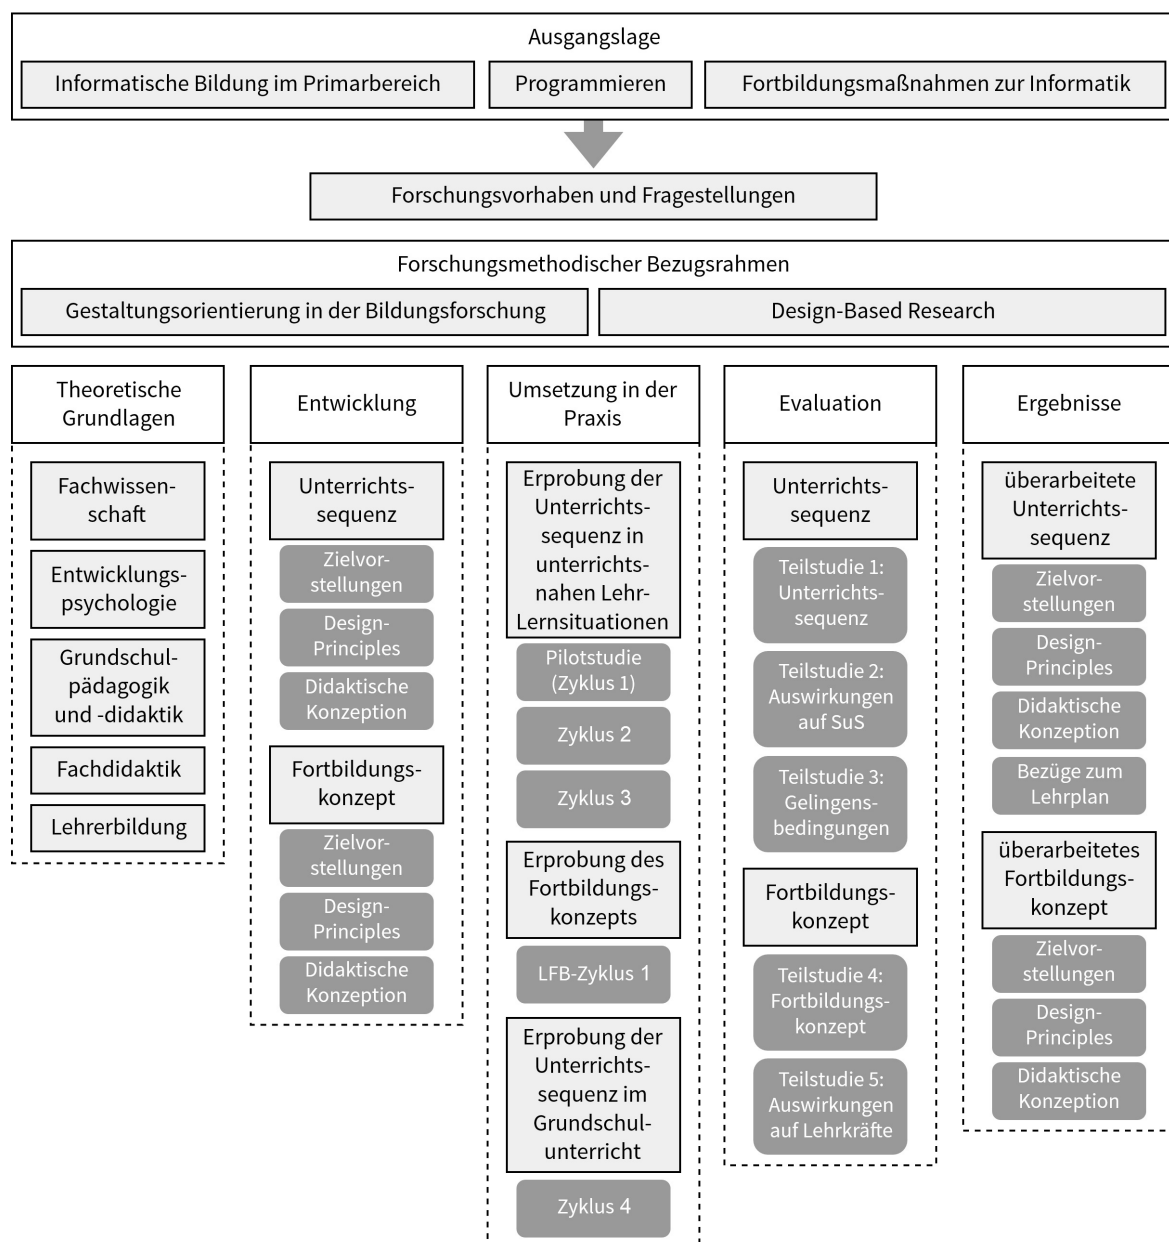 Ausgangslage
Informatische Bildung im Primarbereich
Programmieren
Fortbildungsmaßnahmen zur Informatik
Forschungsvorhaben und Fragestellungen
Forschungsmethodischer Bezugsrahmen
Gestaltungsorientierung in der Bildungsforschung
Design-Based Research
Theoretische
Grundlagen
Fachwissen-
schaft
Entwicklungs-
psychologie
Grundschul-
pädagogik
und -didaktik
Fachdidaktik
Lehrerbildung
Entwicklung
Unterrichts-
sequenz
Zielvor-
stellungen
Design-
Principles
Didaktische
Konzeption
Fortbildungs-
konzept
Zielvor-
stellungen
Design-
Principles
Didaktische
Konzeption
Umsetzung in der
Praxis
Erprobung der
Unterrichts-
sequenz in
unterrichts-
nahen Lehr-
Lernsituationen
Pilotstudie
(Zyklus 1)
Zyklus 2
Zyklus 3
Erprobung des
Fortbildungs-
konzepts
LFB-Zyklus 1
Erprobung der
Unterrichts-
sequenz im
Grundschul-
unterricht
Zyklus 4
Evaluation
Unterrichts-
sequenz
Teilstudie 1:
Unterrichts-
sequenz
Teilstudie 2:
Auswirkungen
auf SuS
Teilstudie 3:
Gelingens-
bedingungen
Fortbildungs-
konzept
Teilstudie 4:
Fortbildungs-
konzept
Teilstudie 5:
Auswirkungen
auf Lehrkräfte
Ergebnisse
überarbeitete
Unterrichts-
sequenz
Zielvor-
stellungen
Design-
Principles
Didaktische
Konzeption
Bezüge zum
Lehrplan
überarbeitetes
Fortbildungs-
konzept
Zielvor-
stellungen
Design-
Principles
Didaktische
Konzeption